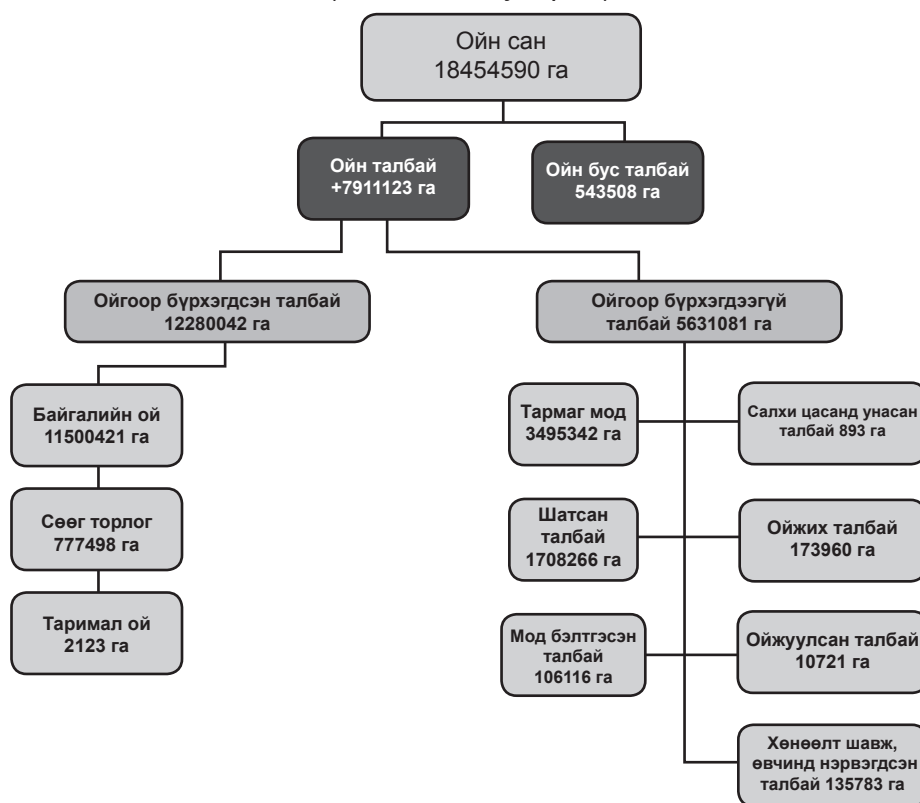 Ойн сан
18454590 га
Ойн талбай
+7911123 га
Ойн бус талбай
543508 га
Ойгоор бүрхэгдсэн талбай
12280042 га
Ойгоор бүрхэгдээгүй
талбай 5631081 га
Байгалийн ой
11500421 га
Сөөг торлог
777498 га
Таримал ой
2123 га
Тармаг мод
3495342 га
Салхи цасанд унасан
талбай 893 га
Шатсан
талбай
1708266 га
Ойжих талбай
173960 га
Мод бэлтгэсэн
талбай
106116 га
Ойжуулсан талбай
10721 га
Хөнөөлт шавж,
өвчинд нэрвэгдсэн
талбай 135783 га